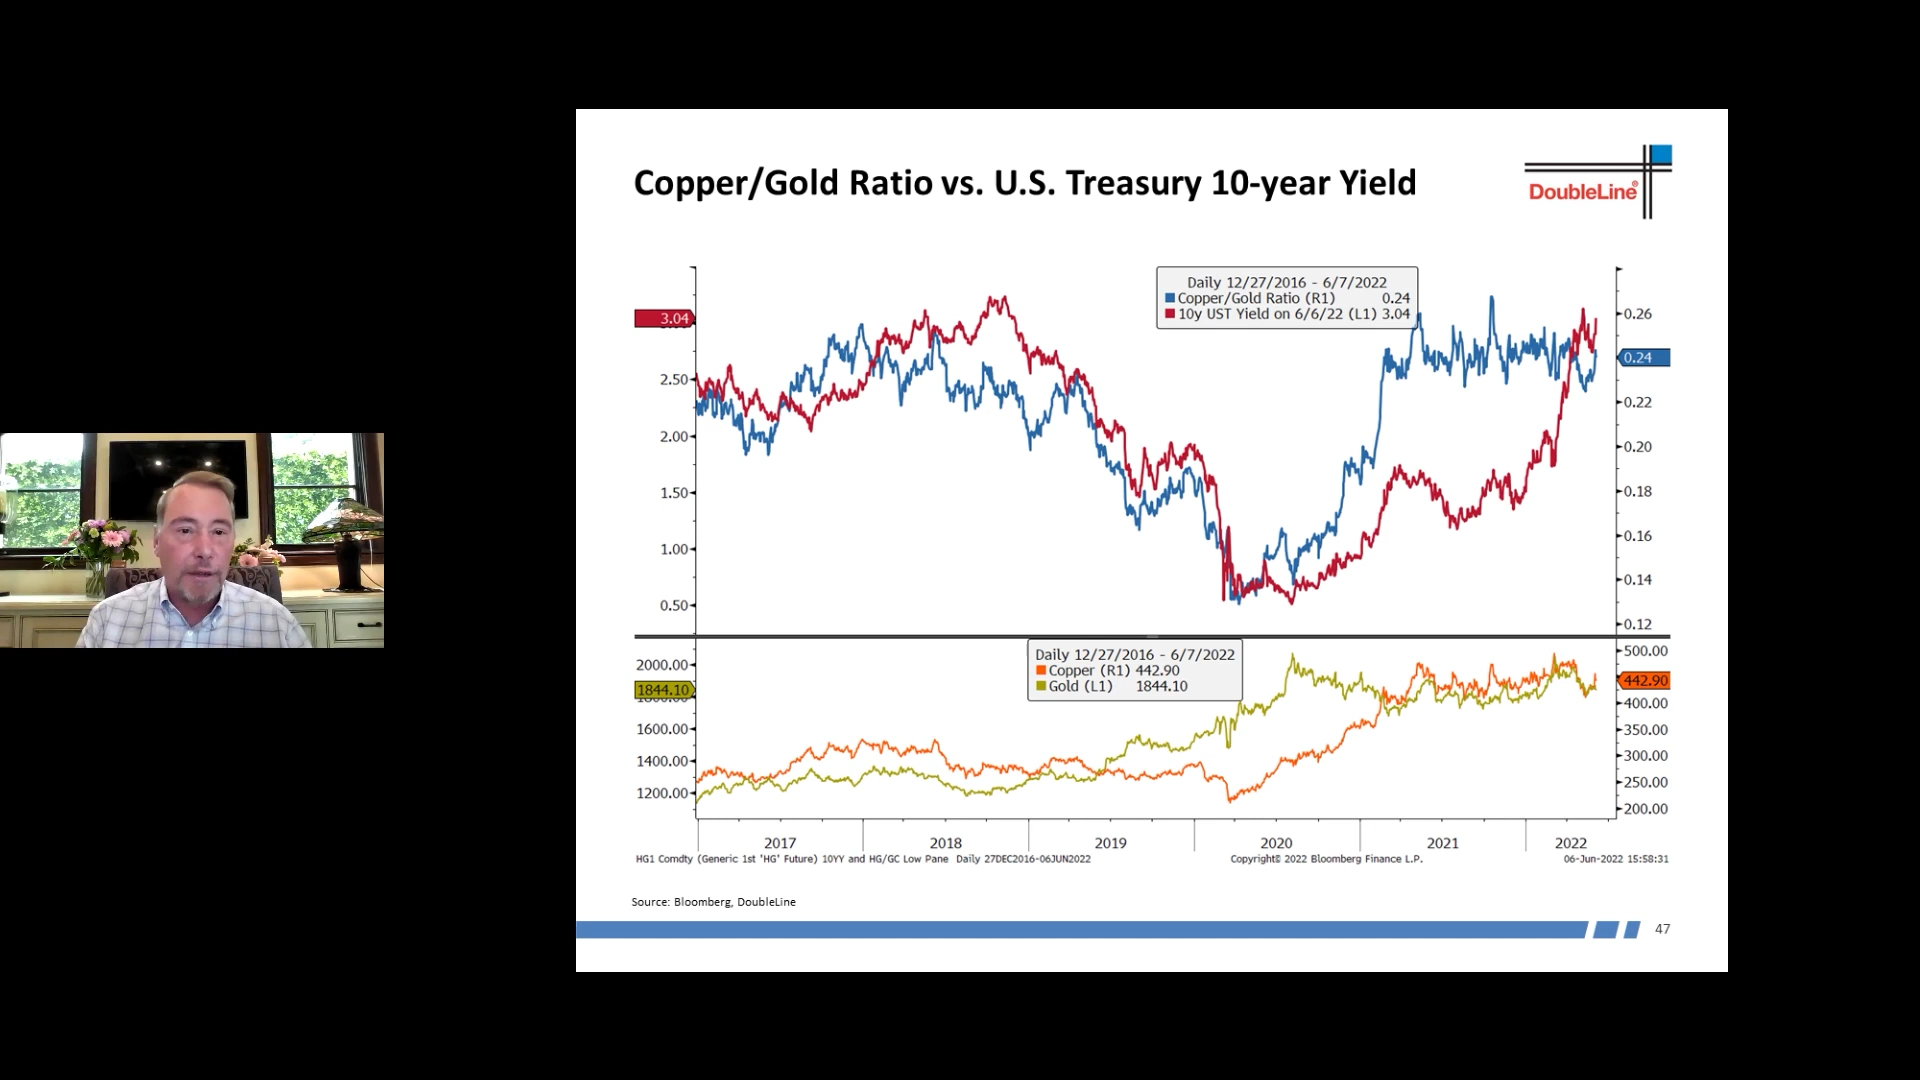 Copper/Gold Ratio vs. U.S. Treasury 10-year Yield
DoubleLine®
Daily 12/27/2016 - 6/7/2022
Copper/Gold Ratio (R1) 0.24
10y UST Yield on 6/6/22 (L1) 3.04
3.04
2.50
2.00
1.50
1.00
0.50
0.26
0.24
0.22
0.20
0.18
0.16
0.14
0.12
Daily 12/27/2016 - 6/7/2022
Copper (R1) 442.90
Gold (L1) 1844.10
2000.00
1844.10
1600.00
1400.00
1200.00
500.00
442.90
400.00
350.00
300.00
250.00
200.00
2017 2018 2019 2020 2021 2022
HG1 Comdty (Generic 1st 'HG' Future) 10YY and HG/GC Low Pane Daily 27DEC2016-06JUN2022 Copyright© 2022 Bloomberg Finance L.P. 06-Jun-2022 15:58:31
Source: Bloomberg, DoubleLine
47